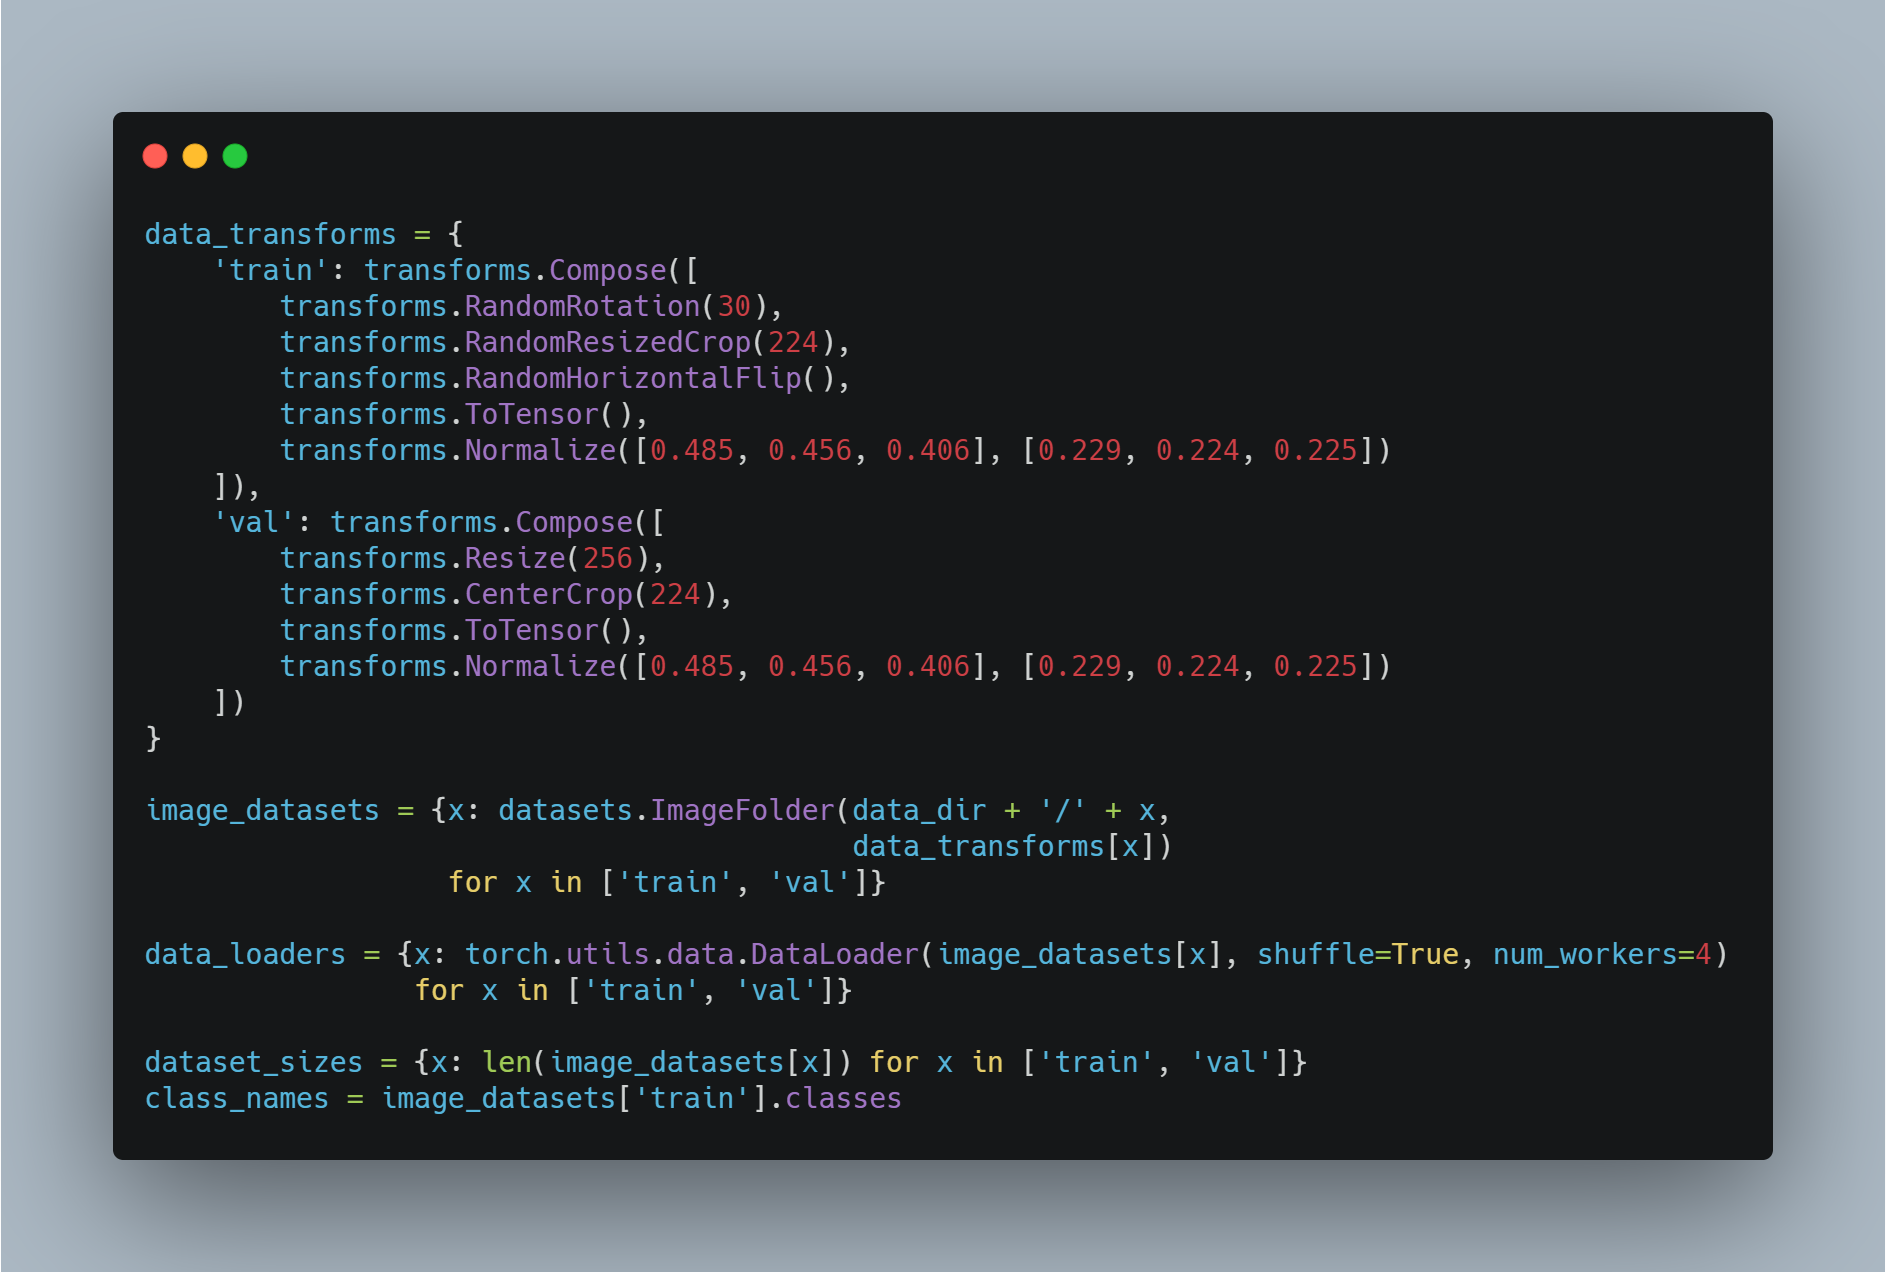 data_transforms = {
    'train': transforms.Compose([
        transforms.RandomRotation(30),
        transforms.RandomResizedCrop(224),
        transforms.RandomHorizontalFlip(),
        transforms.ToTensor(),
        transforms.Normalize([0.485, 0.456, 0.406], [0.229, 0.224, 0.225])
    ]),
    'val': transforms.Compose([
        transforms.Resize(256),
        transforms.CenterCrop(224),
        transforms.ToTensor(),
        transforms.Normalize([0.485, 0.456, 0.406], [0.229, 0.224, 0.225])
    ])
}

image_datasets = {x: datasets.ImageFolder(data_dir + '/' + x,
                                          data_transforms[x])
                  for x in ['train', 'val']}

data_loaders = {x: torch.utils.data.DataLoader(image_datasets[x], shuffle=True, num_workers=4)
                for x in ['train', 'val']}

dataset_sizes = {x: len(image_datasets[x]) for x in ['train', 'val']}
class_names = image_datasets['train'].classes